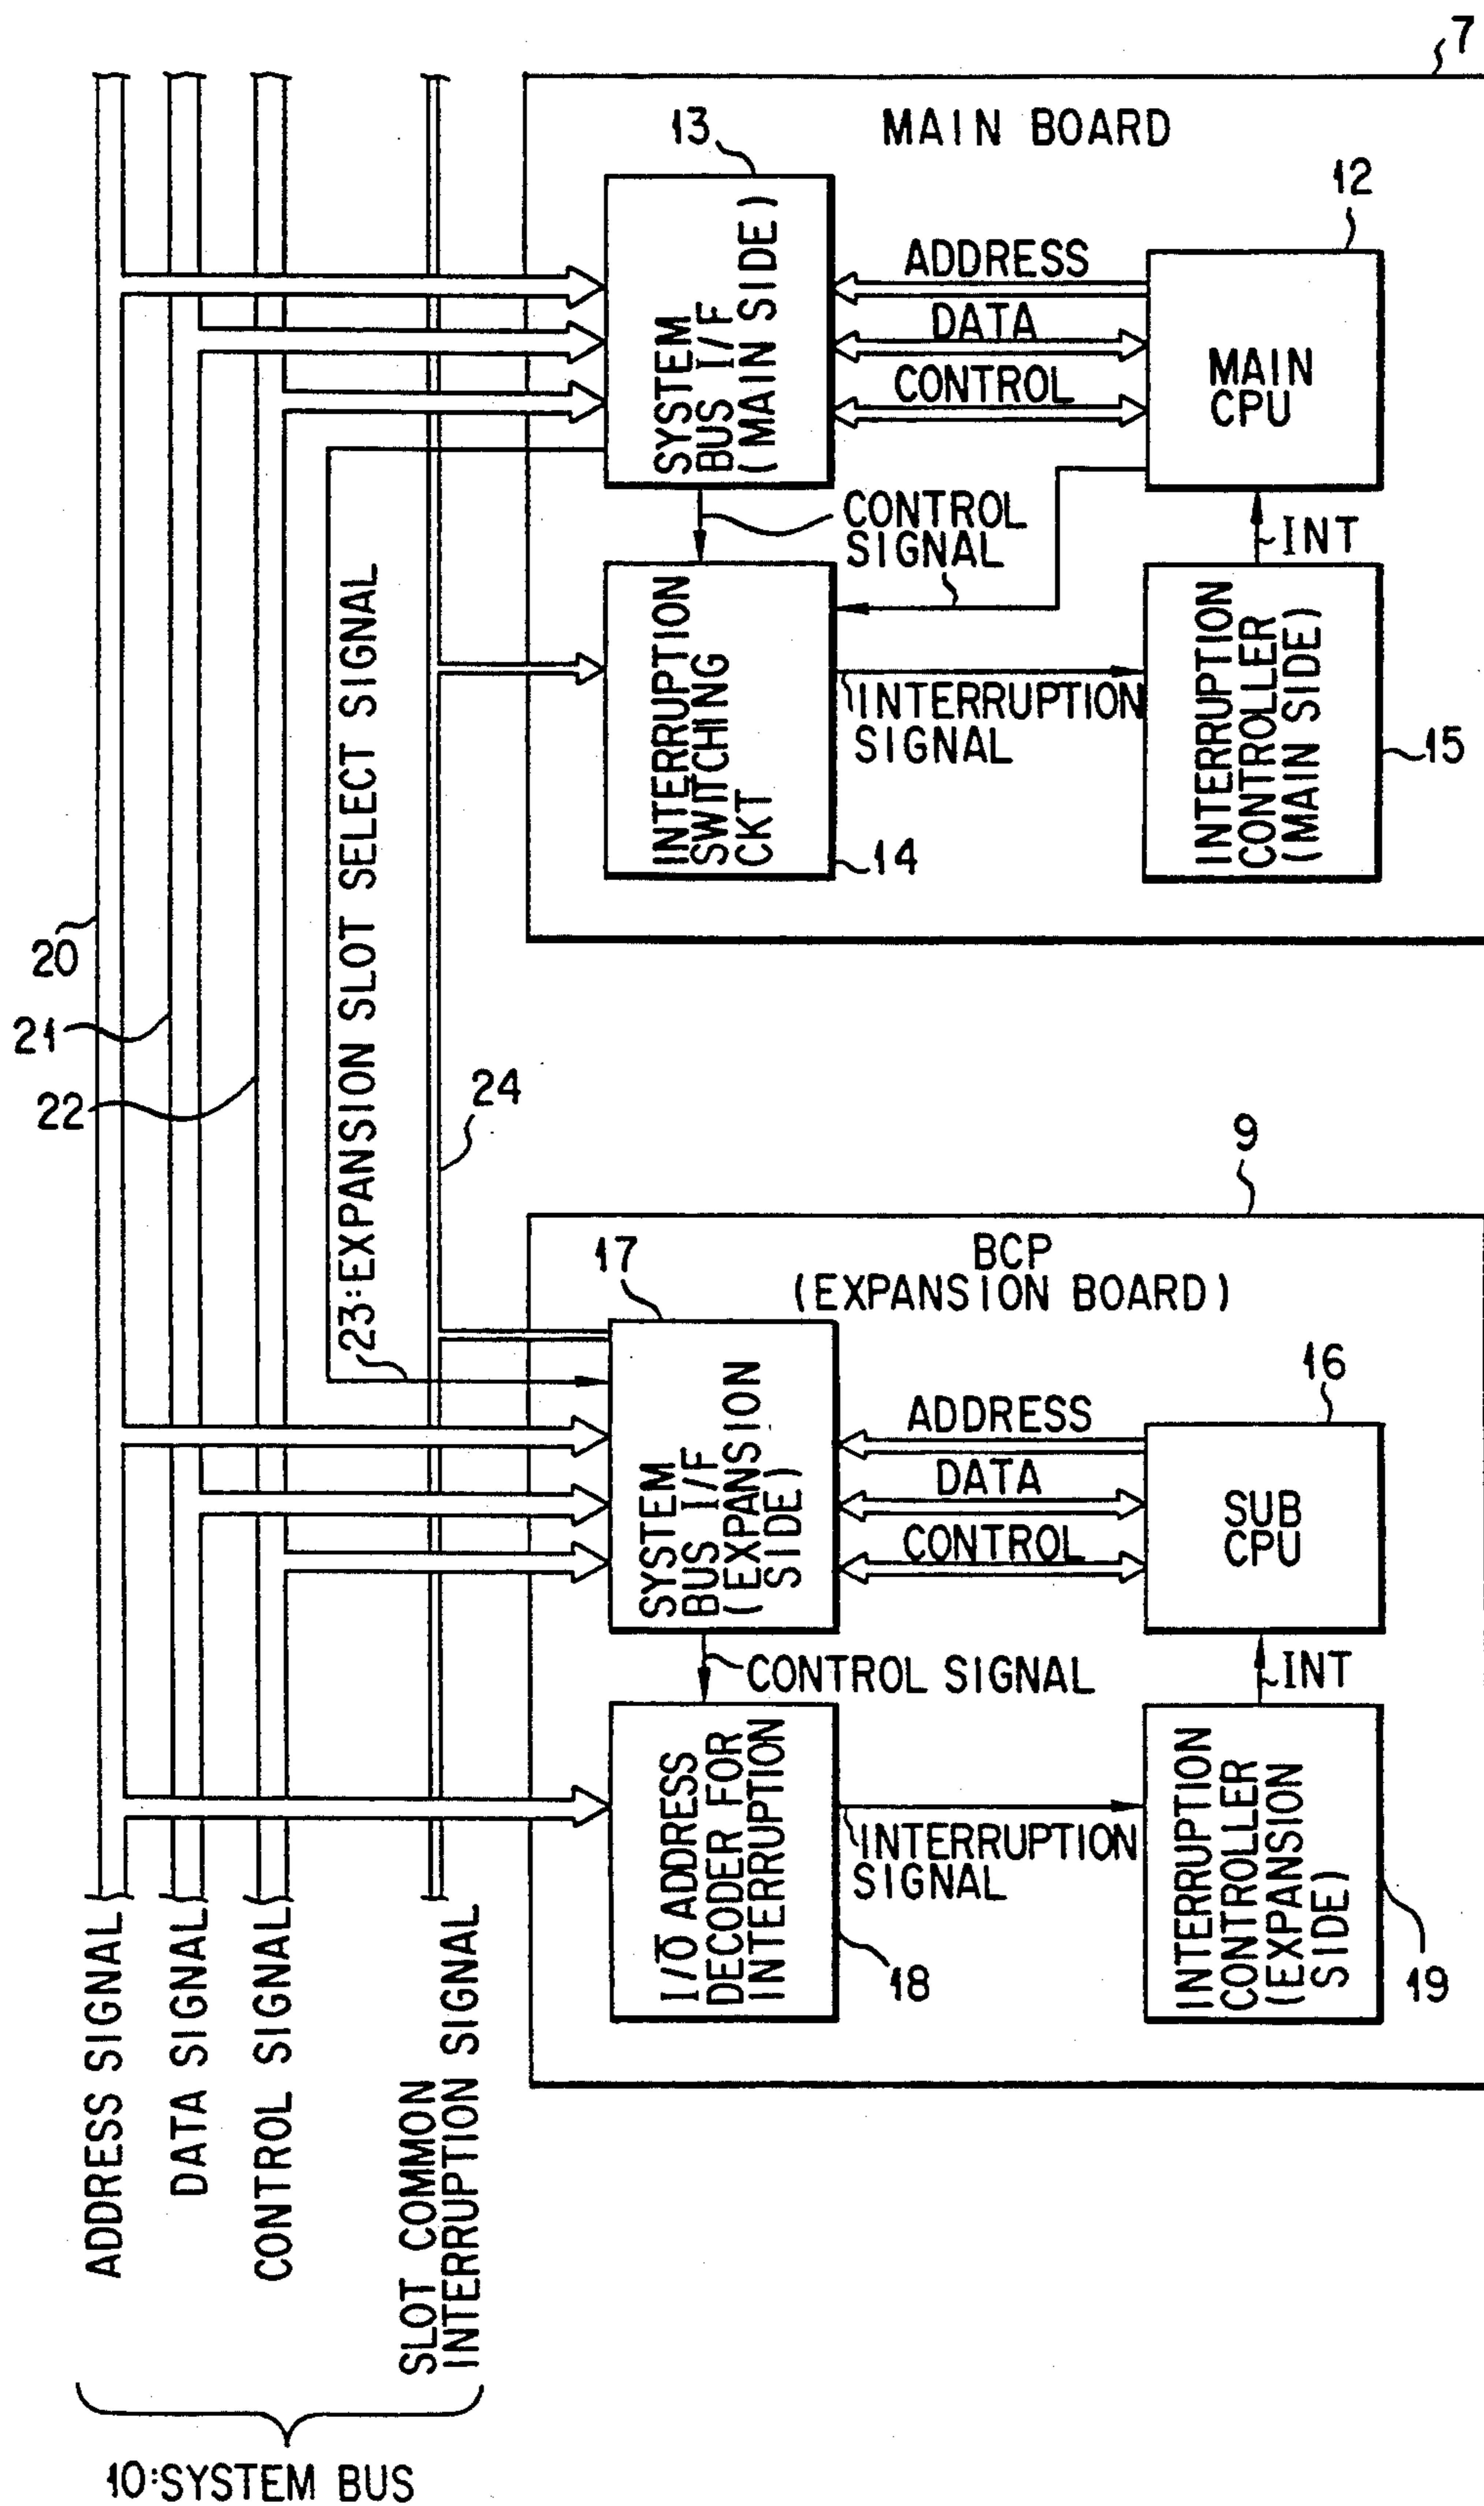 7
MAIN BOARD
13
12
SYSTEM
BUS I/F
(MAIN SIDE)
ADDRESS
DATA
CONTROL
MAIN
CPU
CONTROL
SIGNAL
INT
INTERRUPTION
SWITCHING
CKT
INTERRUPTION
SIGNAL
INTERRUPTION
CONTROLLER
(MAIN SIDE)
15
14
23:EXPANSION SLOT SELECT SIGNAL
20
21
22
24
9
BCP
(EXPANSION BOARD)
17
16
SYSTEM
BUS I/F
(EXPANSION
SIDE)
ADDRESS
DATA
CONTROL
SUB
CPU
CONTROL SIGNAL
INT
I/O ADDRESS
DECODER FOR
INTERRUPTION
INTERRUPTION
SIGNAL
INTERRUPTION
CONTROLLER
(EXPANSION
SIDE)
18
19
ADDRESS SIGNAL
DATA SIGNAL
CONTROL SIGNAL
SLOT COMMON
INTERRUPTION SIGNAL
10:SYSTEM BUS